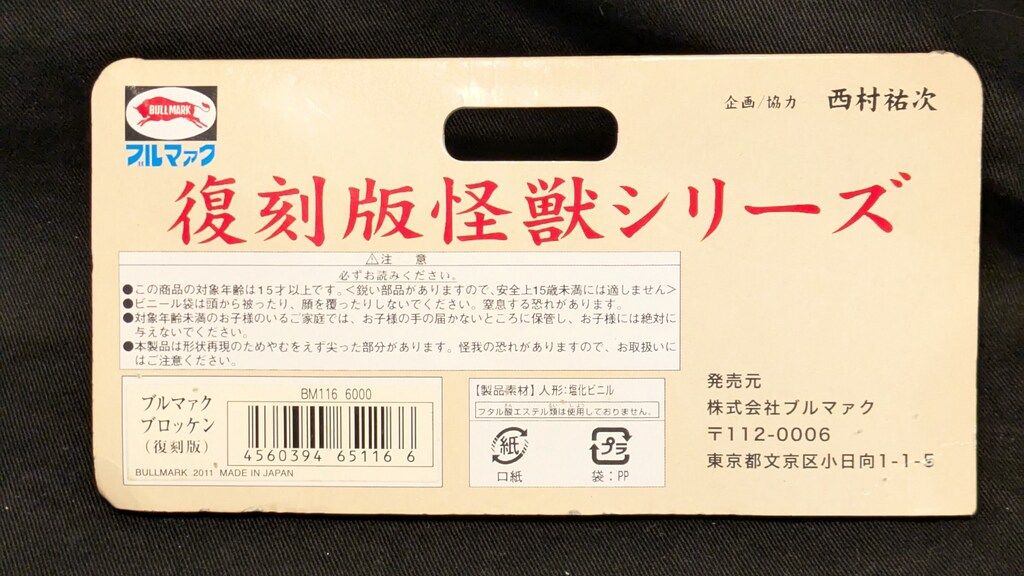 BULLMARK
ブルマァク
企画/協力 西村祐次
復刻版怪獣シリーズ
⚠注 意
必ずお読みください。
●この商品の対象年齢は15才以上です。<鋭い部品がありますので、安全上15歳未満には適しません>
●ビニール袋は頭から被ったり、顔を覆ったりしないでください。窒息する恐れがあります。
●対象年齢未満のお子様のいるご家庭では、お子様の手の届かないところに保管し、お子様には絶対に
与えないでください。
●本製品は形状再現のためやむをえず尖った部分があります。怪我の恐れがありますので、お取扱いに
はご注意ください。
ブルマァク
ブロッケン
(復刻版)
BM116 6000
4560394 65116 6
BULLMARK 2011 MADE IN JAPAN
【製品素材】人形:塩化ビニル
フタル酸エステル類は使用しておりません。
紙
口紙
プラ
袋:PP
発売元
株式会社ブルマァク
〒112-0006
東京都文京区小日向1-1-5